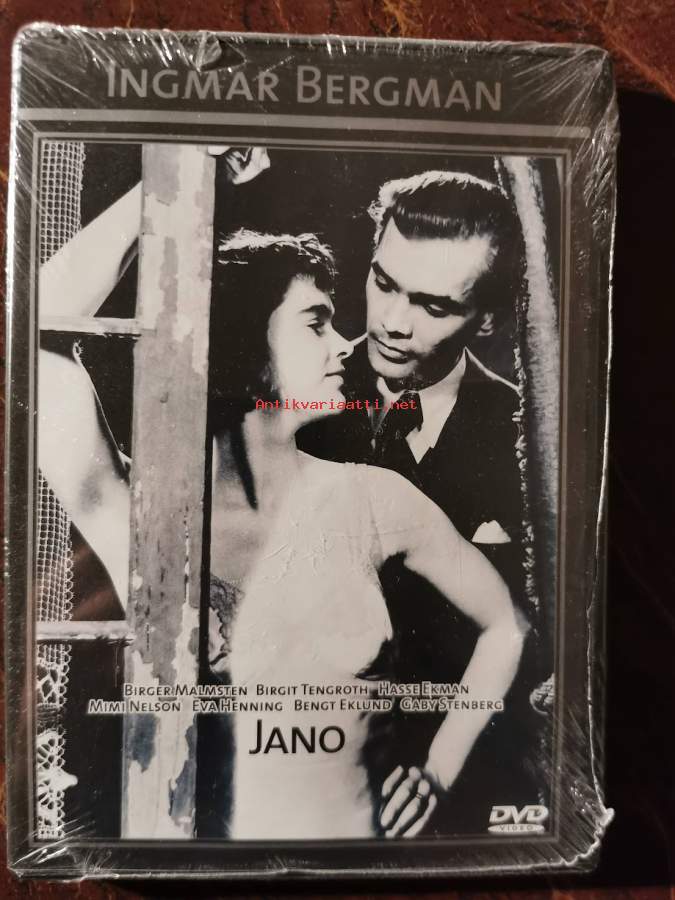 INGMAR BERGMAN
Antikvariaatti.net
BIRGER MALMSTEN BIRGIT TENGROTH HASSE EKMAN
MIMI NELSON EVA HENNING BENGT EKLUND GABY STENBERG
JANO
DVD
VIDEO